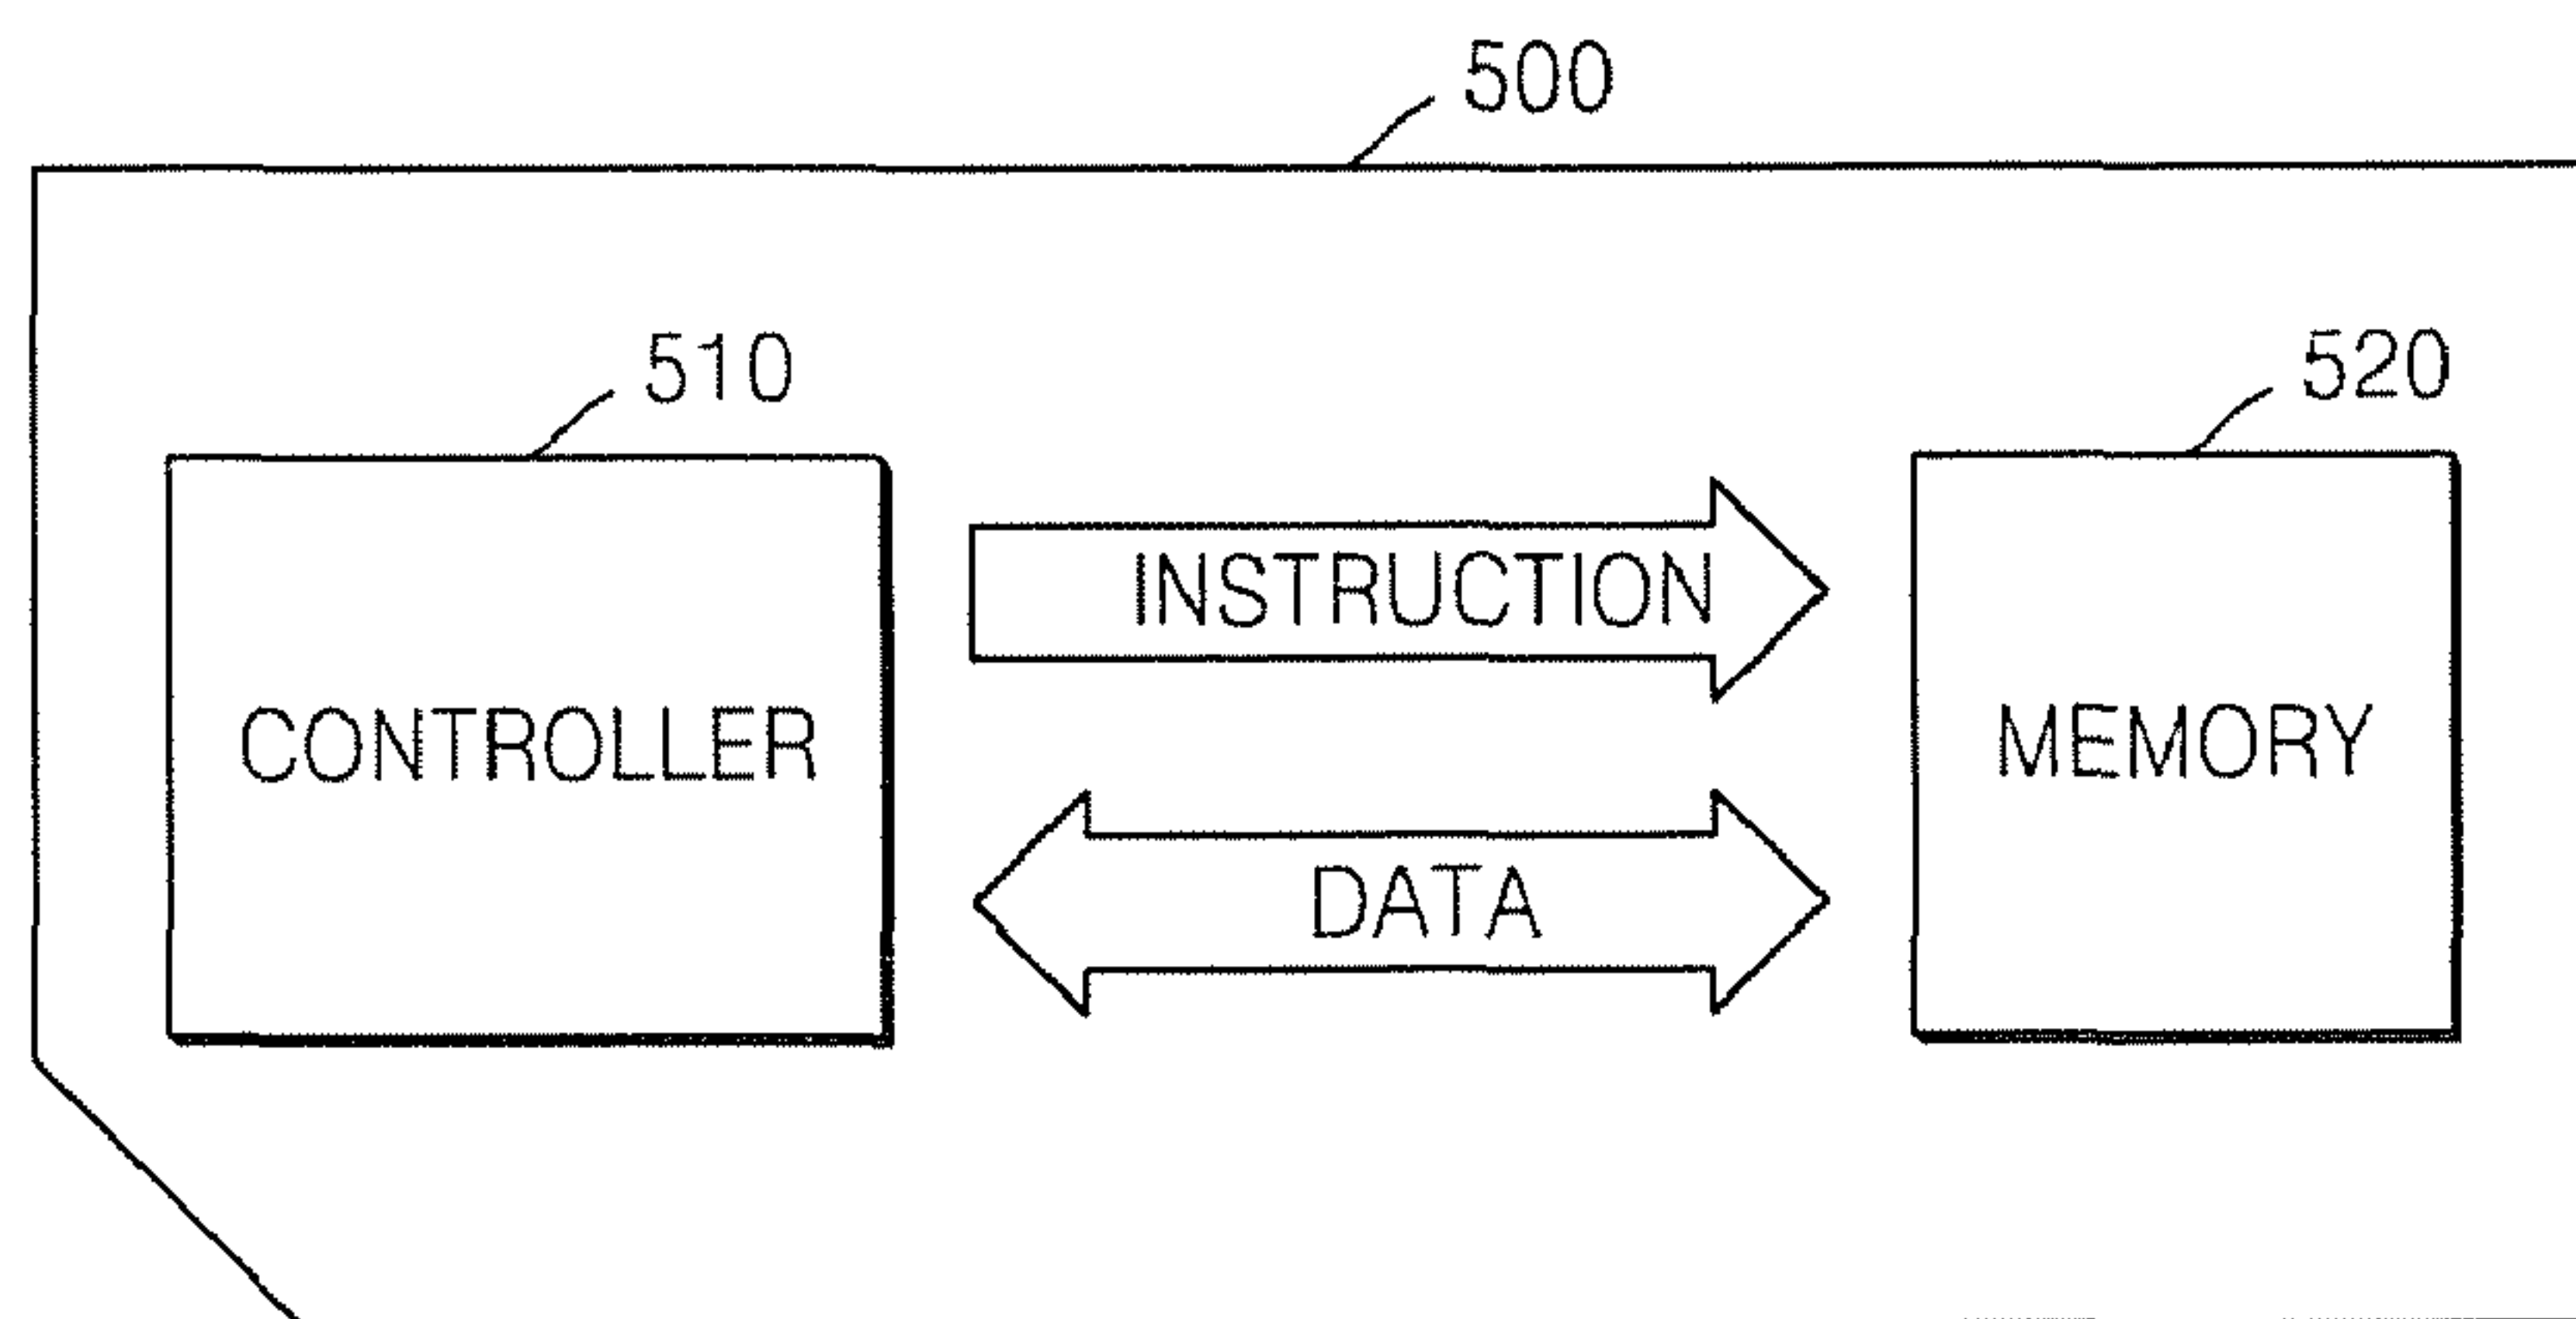 500
510
520
INSTRUCTION
CONTROLLER
MEMORY
DATA